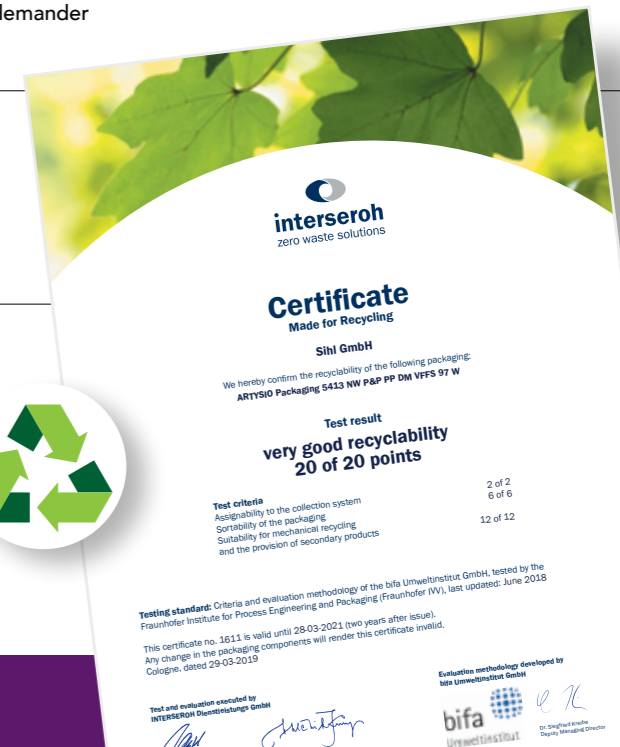 demander
interseroh
zero waste solutions
Certificate
Made for Recycling
Sihl GmbH
We hereby confirm the recyclability of the following packaging:
ARTYSIO Packaging 5413 NW P&P PP DM VFFS 97 W
Test result
very good recyclability
20 of 20 points
Test criteria
Assignability to the collection system 2 of 2
Sortability of the packaging 6 of 6
Suitability for mechanical recycling
and the provision of secondary products 12 of 12
Testing standard: Criteria and evaluation methodology of the bifa Umweltinstitut GmbH, tested by the
Fraunhofer Institute for Process Engineering and Packaging (Fraunhofer IVV), last updated: June 2018
This certificate no. 1611 is valid until 28-03-2021 (two years after issue).
Any change in the packaging components will render this certificate invalid.
Cologne, dated 29-03-2019
Test and evaluation executed by
INTERSEROH Dienstleistungs GmbH
Evaluation methodology developed by
bifa Umweltinstitut GmbH
bifa
Umweltinstitut
Dr. Siegfried Kreibe
Deputy Managing Director